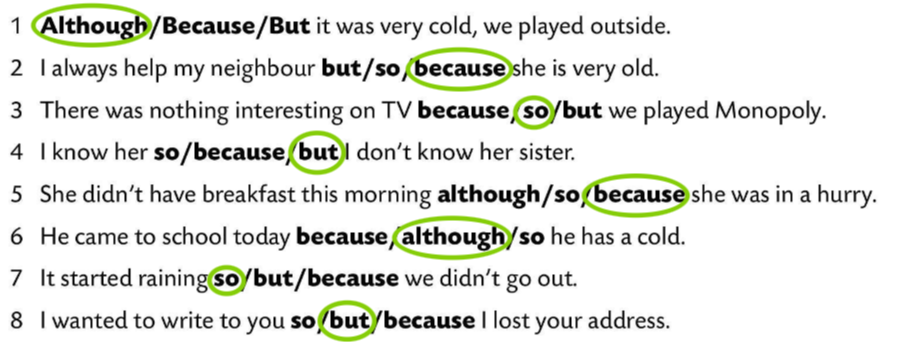 1 Although/Because/But it was very cold, we played outside.
2 I always help my neighbour but/so/because she is very old.
3 There was nothing interesting on TV because/so/but we played Monopoly.
4 I know her so/because/but I don't know her sister.
5 She didn't have breakfast this morning although/so/because she was in a hurry.
6 He came to school today because/although/so he has a cold.
7 It started raining so/but/because we didn't go out.
8 I wanted to write to you so/but/because I lost your address.